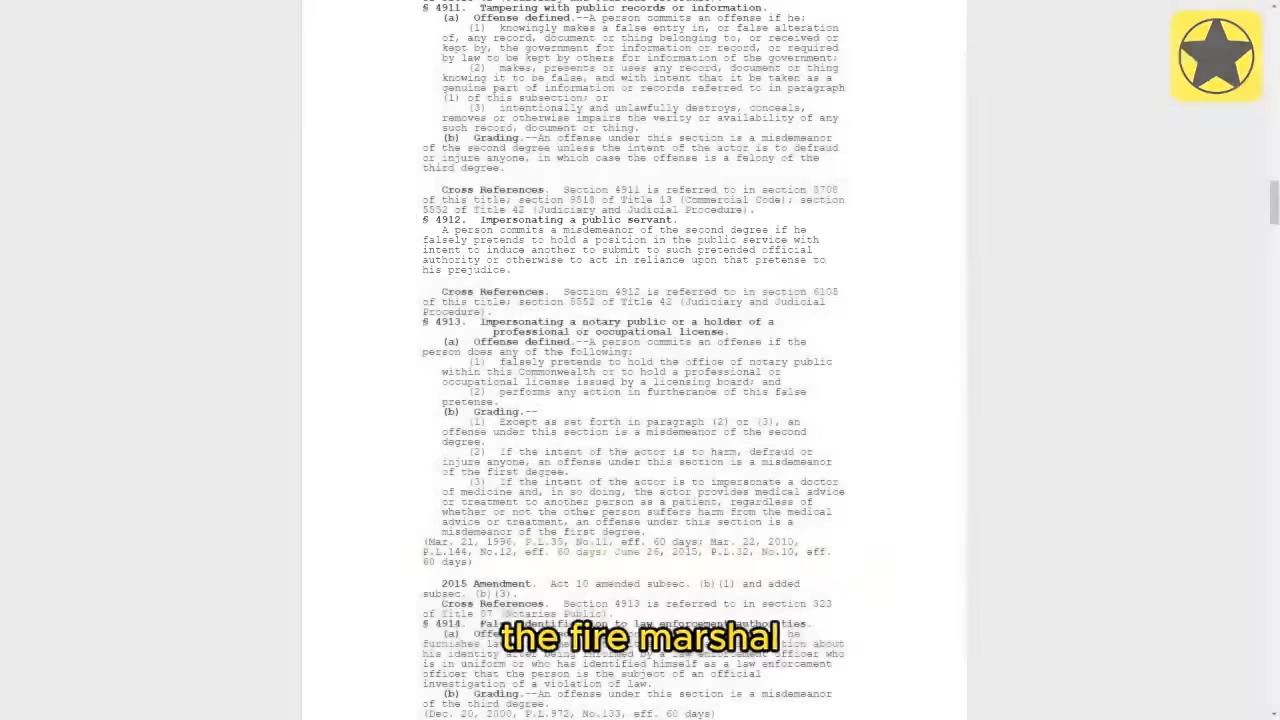 § 4911. Tampering with public records or information.
(a) Offense defined.--A person commits an offense if he:
(1) knowingly makes a false entry in, or false alteration
of, any record, document or thing belonging to, or received or
kept by, the government for information or record, or required
by law to be kept by others for information of the government;
(2) makes, presents or uses any record, document or thing
knowing it to be false, and with intent that it be taken as a
genuine part of information or records referred to in paragraph
(1) of this subsection; or
(3) intentionally and unlawfully destroys, conceals,
removes or otherwise impairs the verity or availability of any
such record, document or thing.
(b) Grading.--An offense under this section is a misdemeanor
of the second degree unless the intent of the actor is to defraud
or injure anyone, in which case the offense is a felony of the
third degree.
Cross References. Section 4911 is referred to in section 5708
of this title; section 9518 of Title 13 (Commercial Code); section
5552 of Title 42 (Judiciary and Judicial Procedure).
§ 4912. Impersonating a public servant.
A person commits a misdemeanor of the second degree if he
falsely pretends to hold a position in the public service with
intent to induce another to submit to such pretended official
authority or otherwise to act in reliance upon that pretense to
his prejudice.
Cross References. Section 4912 is referred to in section 6105
of this title; section 5552 of Title 42 (Judiciary and Judicial
Procedure).
§ 4913. Impersonating a notary public or a holder of a
professional or occupational license.
(a) Offense defined.--A person commits an offense if the
person does any of the following:
(1) falsely pretends to hold the office of notary public
within this Commonwealth or to hold a professional or
occupational license issued by a licensing board; and
(2) performs any action in furtherance of this false
pretense.
(b) Grading.--
(1) Except as set forth in paragraph (2) or (3), an
offense under this section is a misdemeanor of the second
degree.
(2) If the intent of the actor is to harm, defraud or
injure anyone, an offense under this section is a misdemeanor
of the first degree.
(3) If the intent of the actor is to impersonate a doctor
of medicine and, in so doing, the actor provides medical advice
or treatment to another person as a patient, regardless of
whether or not the other person suffers harm from the medical
advice or treatment, an offense under this section is a
misdemeanor of the first degree.
(Mar. 21, 1996, P.L.35, No.11, eff. 60 days; Mar. 22, 2010,
P.L.144, No.12, eff. 60 days; June 26, 2015, P.L.32, No.10, eff.
60 days)
2015 Amendment. Act 10 amended subsec. (b)(1) and added
subsec. (b)(3).
Cross References. Section 4913 is referred to in section 323
of Title 57 (Notaries Public).
§ 4914. False identification to law enforcement authorities.
(a) he
furnishes about
the fire marshal
his identity after being informed by a law enforcement officer who
is in uniform or who has identified himself as a law enforcement
officer that the person is the subject of an official
investigation of a violation of law.
(b) Grading.--An offense under this section is a misdemeanor
of the third degree.
(Dec. 20, 2000, P.L.972, No.133, eff. 60 days)